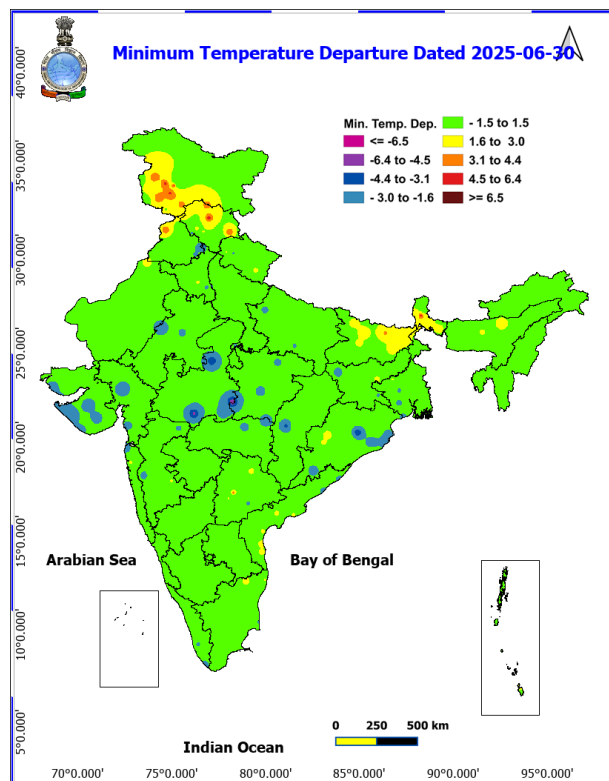 Minimum Temperature Departure Dated 2025-06-30
Min. Temp. Dep.
<= -6.5
-6.4 to -4.5
-4.4 to -3.1
- 3.0 to -1.6
- 1.5 to 1.5
1.6 to 3.0
3.1 to 4.4
4.5 to 6.4
>= 6.5
40°0.000'
35°0.000'
30°0.000'
25°0.000'
20°0.000'
15°0.000'
10°0.000'
5°0.000'
Arabian Sea
Bay of Bengal
0 250 500 km
Indian Ocean
70°0.000' 75°0.000' 80°0.000' 85°0.000' 90°0.000' 95°0.000'